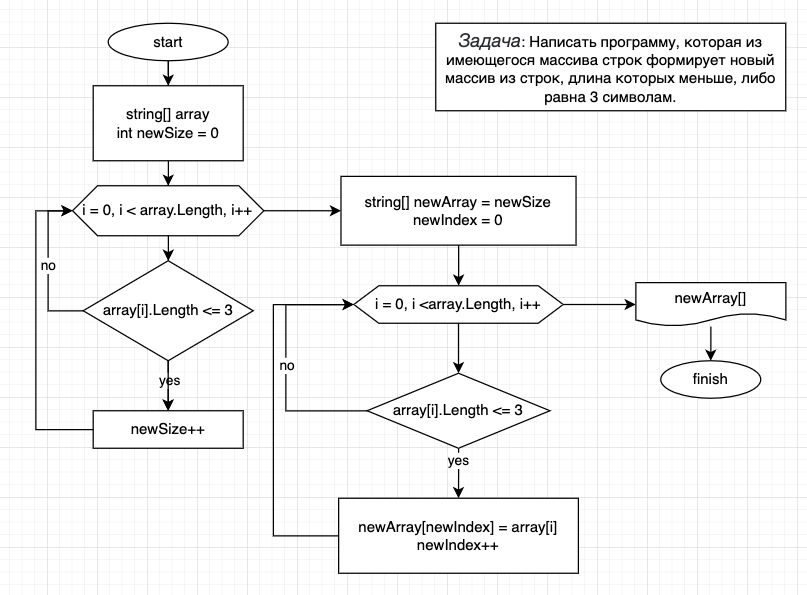 start
Задача: Написать программу, которая из
имеющегося массива строк формирует новый
массив из строк, длина которых меньше, либо
равна 3 символам.
string[] array
int newSize = 0
i = 0, i < array.Length, i++
no
array[i].Length <= 3
yes
newSize++
string[] newArray = newSize
newIndex = 0
i = 0, i <array.Length, i++
no
array[i].Length <= 3
yes
newArray[newIndex] = array[i]
newIndex++
newArray[]
finish